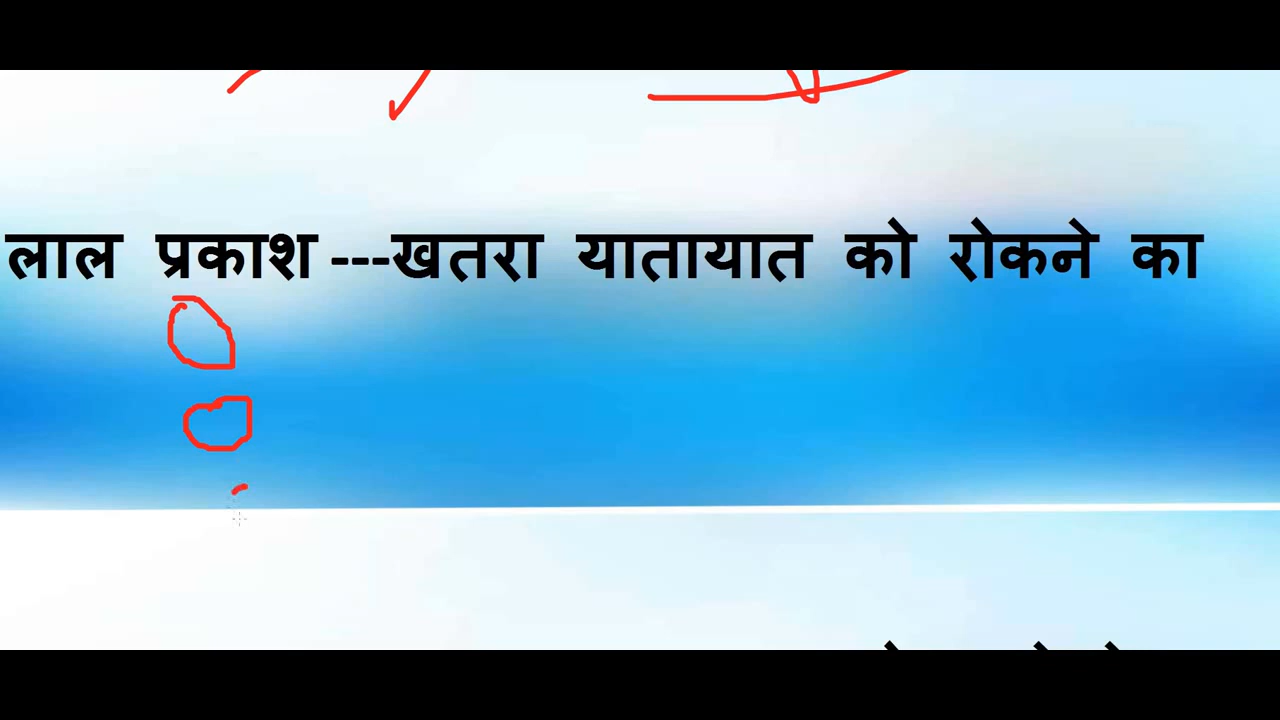 लाल प्रकाश ---खतरा यातायात को रोकने का